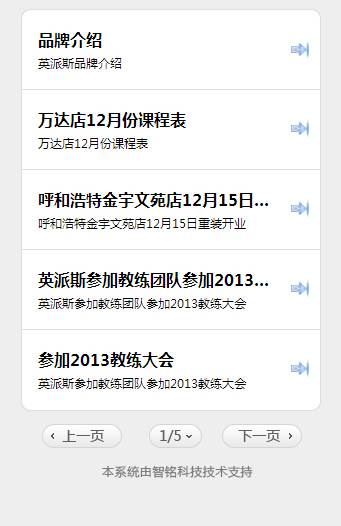 品牌介绍
英派斯品牌介绍
万达店12月份课程表
万达店12月份课程表
呼和浩特金宇文苑店12月15日...
呼和浩特金宇文苑店12月15日重装开业
英派斯参加教练团队参加2013...
英派斯参加教练团队参加2013教练大会
参加2013教练大会
英派斯参加教练团队参加2013教练大会
上一页 1/5 下一页
本系统由智铭科技技术支持